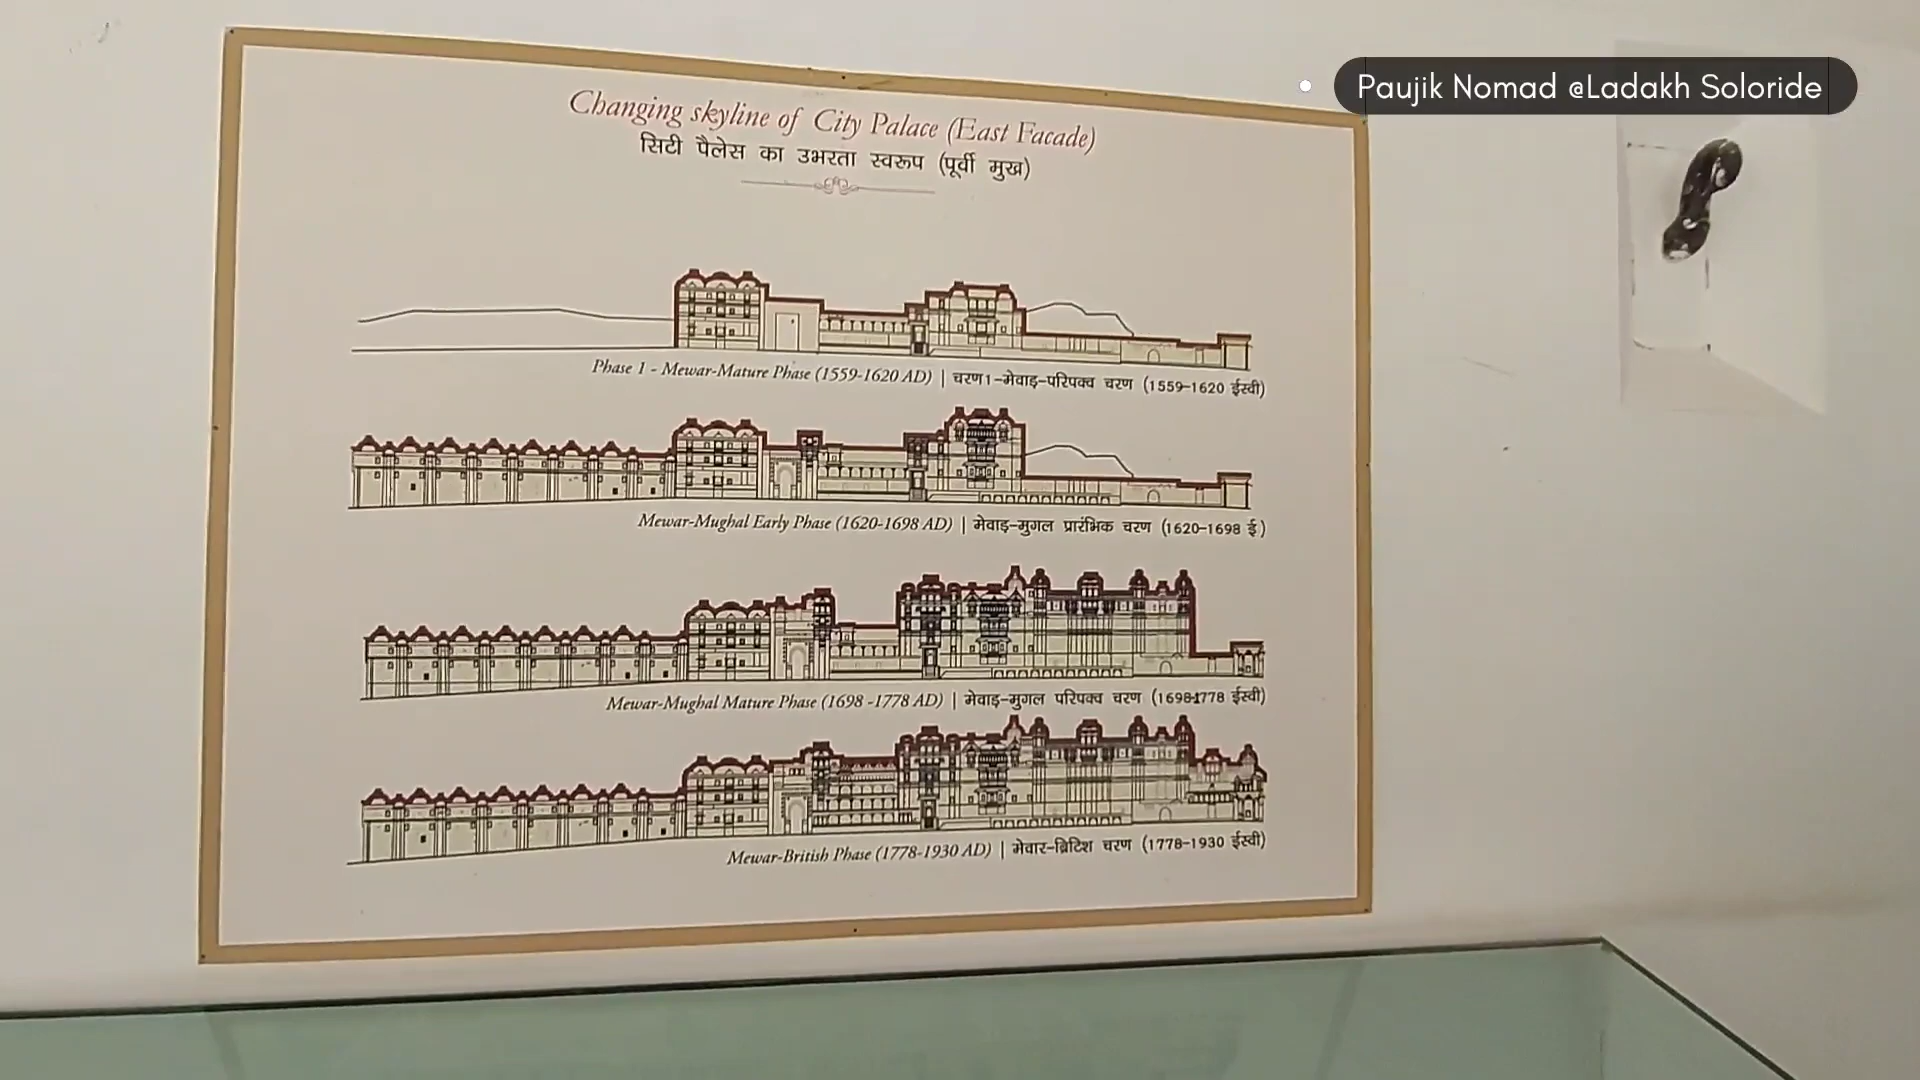 Paujik Nomad @Ladakh Soloride
Changing skyline of City Palace (East Facade)
सिटी पैलेस का उभरता स्वरूप (पूर्वी मुख)
Phase 1 - Mewar-Mature Phase (1559-1620 AD) | चरण1-मेवाड़-परिपक्व चरण (1559-1620 ईस्वी)
Mewar-Mughal Early Phase (1620-1698 AD) | मेवाड़-मुगल प्रारंभिक चरण (1620-1698 ई.)
Mewar-Mughal Mature Phase (1698 -1778 AD) | मेवाड़-मुगल परिपक्व चरण (1698-1778 ईस्वी)
Mewar-British Phase (1778-1930 AD) | मेवार-ब्रिटिश चरण (1778-1930 ईस्वी)